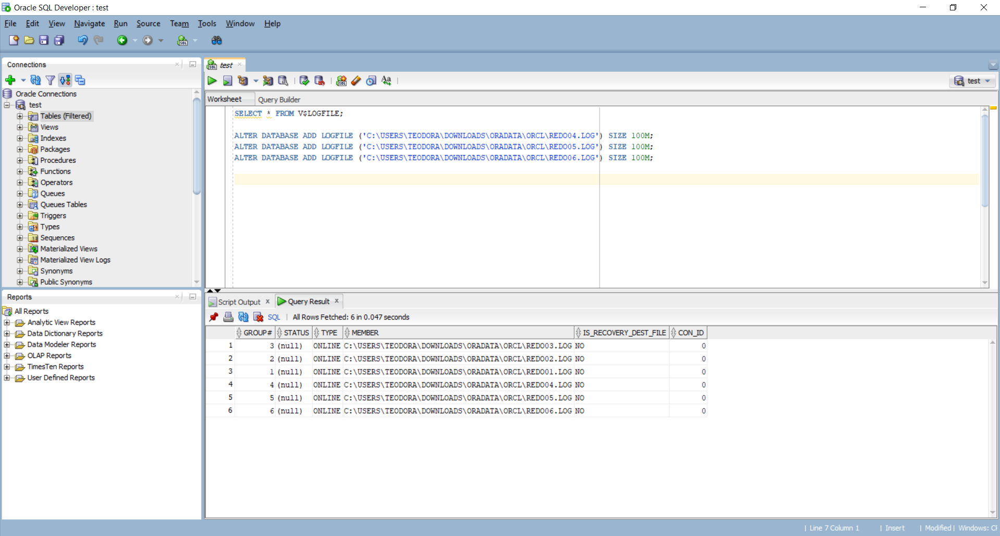 Oracle SQL Developer : test
File Edit View Navigate Run Source Team Tools Window Help
Connections
Oracle Connections
test
Tables (Filtered)
Views
Indexes
Packages
Procedures
Functions
Operators
Queues
Queues Tables
Triggers
Types
Sequences
Materialized Views
Materialized View Logs
Synonyms
Public Synonyms
Reports
All Reports
Analytic View Reports
Data Dictionary Reports
Data Modeler Reports
OLAP Reports
TimesTen Reports
User Defined Reports
test
test
Worksheet Query Builder
SELECT * FROM V$LOGFILE;
ALTER DATABASE ADD LOGFILE ('C:\USERS\TEODORA\DOWNLOADS\ORADATA\ORCL\REDO04.LOG') SIZE 100M;
ALTER DATABASE ADD LOGFILE ('C:\USERS\TEODORA\DOWNLOADS\ORADATA\ORCL\REDO05.LOG') SIZE 100M;
ALTER DATABASE ADD LOGFILE ('C:\USERS\TEODORA\DOWNLOADS\ORADATA\ORCL\REDO06.LOG') SIZE 100M;
Script Output x Query Result x
SQL | All Rows Fetched: 6 in 0.047 seconds
GROUP# STATUS TYPE MEMBER IS_RECOVERY_DEST_FILE CON_ID
1 3 (null) ONLINE C:\USERS\TEODORA\DOWNLOADS\ORADATA\ORCL\REDO03.LOG NO 0
2 2 (null) ONLINE C:\USERS\TEODORA\DOWNLOADS\ORADATA\ORCL\REDO02.LOG NO 0
3 1 (null) ONLINE C:\USERS\TEODORA\DOWNLOADS\ORADATA\ORCL\REDO01.LOG NO 0
4 4 (null) ONLINE C:\USERS\TEODORA\DOWNLOADS\ORADATA\ORCL\REDO04.LOG NO 0
5 5 (null) ONLINE C:\USERS\TEODORA\DOWNLOADS\ORADATA\ORCL\REDO05.LOG NO 0
6 6 (null) ONLINE C:\USERS\TEODORA\DOWNLOADS\ORADATA\ORCL\REDO06.LOG NO 0
| Line 7 Column 1 | Insert | Modified | Windows: